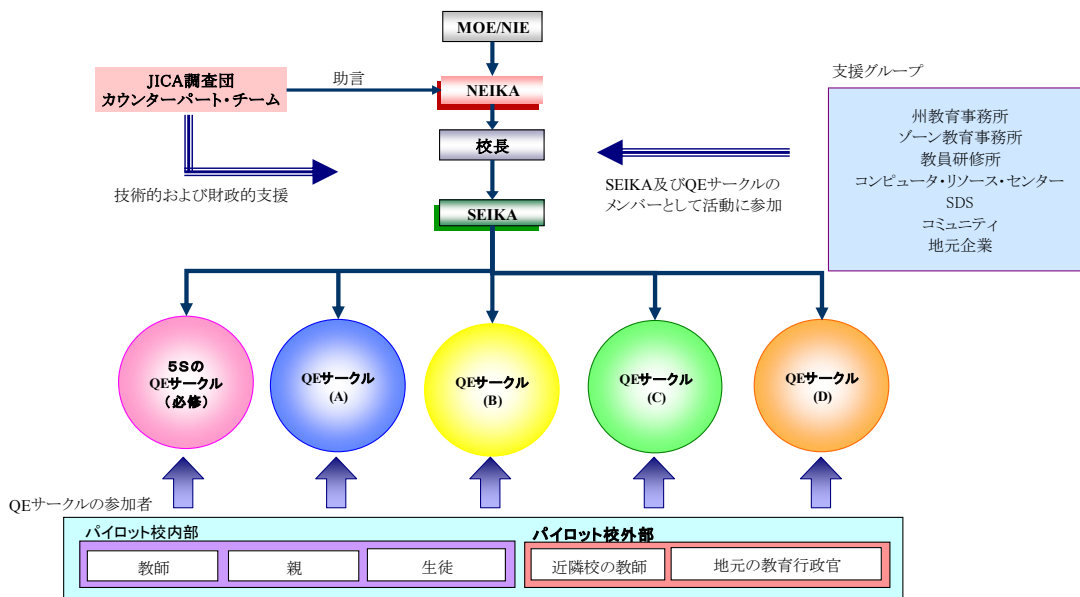 MOE/NIE
JICA調査団
カウンターパート・チーム
助言
NEIKA
支援グループ
校長
州教育事務所
ゾーン教育事務所
教員研修所
コンピュータ・リソース・センター
SDS
コミュニティ
地元企業
技術的および財政的支援
SEIKA及びQEサークルの
メンバーとして活動に参加
SEIKA
5Sの
QEサークル
(必修)
QEサークル
(A)
QEサークル
(B)
QEサークル
(C)
QEサークル
(D)
QEサークルの参加者
パイロット校内部
教師
親
生徒
パイロット校外部
近隣校の教師
地元の教育行政官